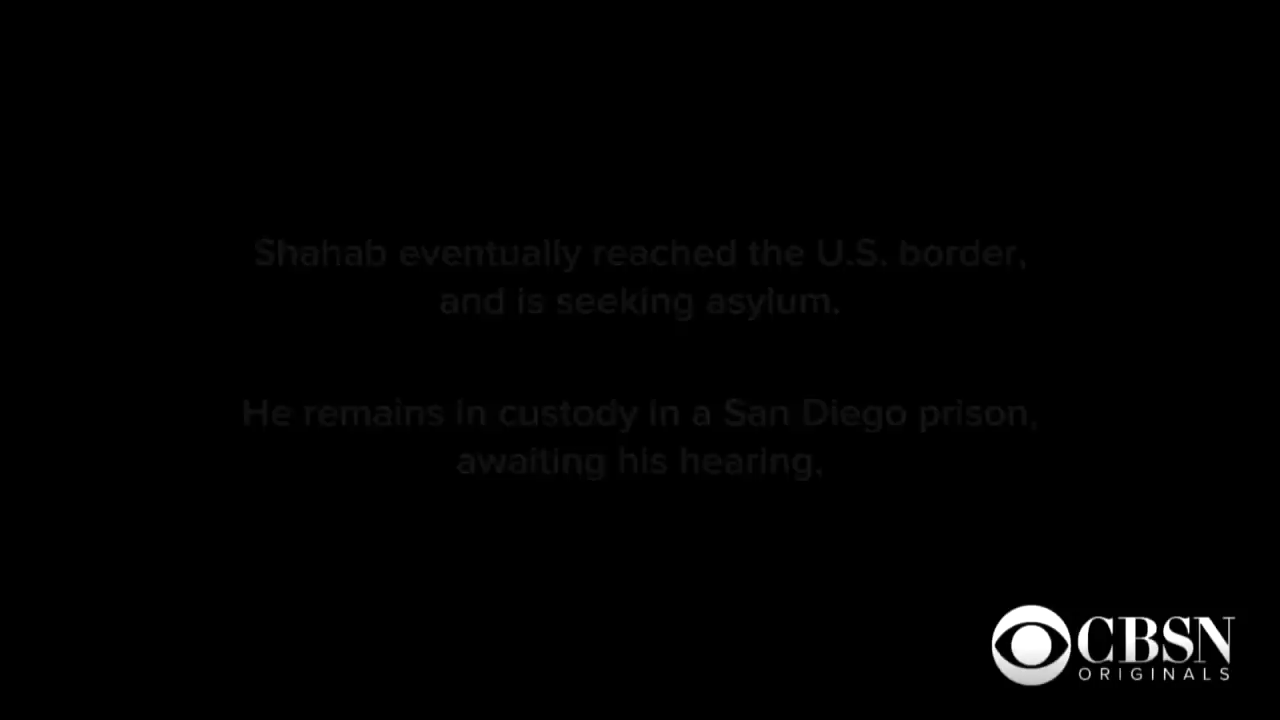 Shahab eventually reached the U.S. border,
and is seeking asylum.
He remains in custody in a San Diego prison,
awaiting his hearing.
CBSN
ORIGINALS